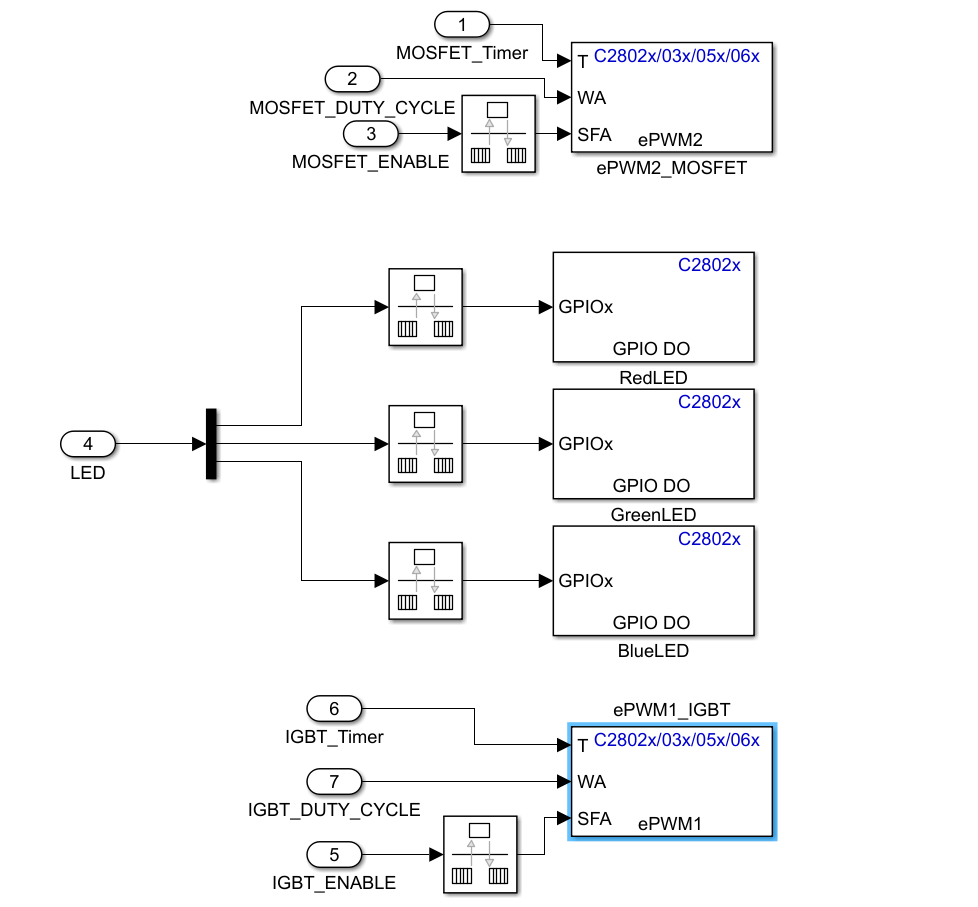 1
MOSFET_Timer
T C2802x/03x/05x/06x
2
WA
MOSFET_DUTY_CYCLE
3
SFA
ePWM2
MOSFET_ENABLE
ePWM2_MOSFET
C2802x
GPIOx
GPIO DO
RedLED
C2802x
4
GPIOx
LED
GPIO DO
GreenLED
C2802x
GPIOx
GPIO DO
BlueLED
6
ePWM1_IGBT
IGBT_Timer
T C2802x/03x/05x/06x
7
WA
IGBT_DUTY_CYCLE
SFA
ePWM1
5
IGBT_ENABLE